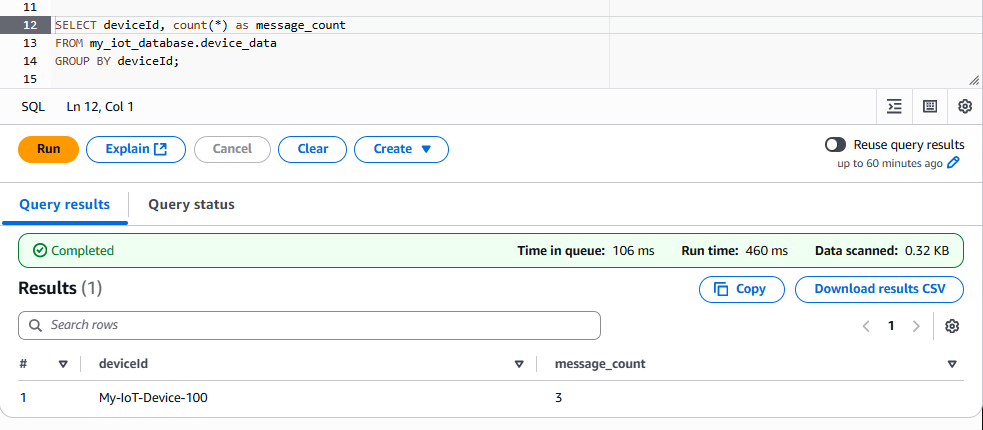 11
12 SELECT deviceId, count(*) as message_count
13 FROM my_iot_database.device_data
14 GROUP BY deviceId;
15
SQL Ln 12, Col 1
Run Explain Cancel Clear Create Reuse query results
up to 60 minutes ago
Query results Query status
Completed Time in queue: 106 ms Run time: 460 ms Data scanned: 0.32 KB
Results (1) Copy Download results CSV
Search rows 1
# deviceId message_count
1 My-IoT-Device-100 3